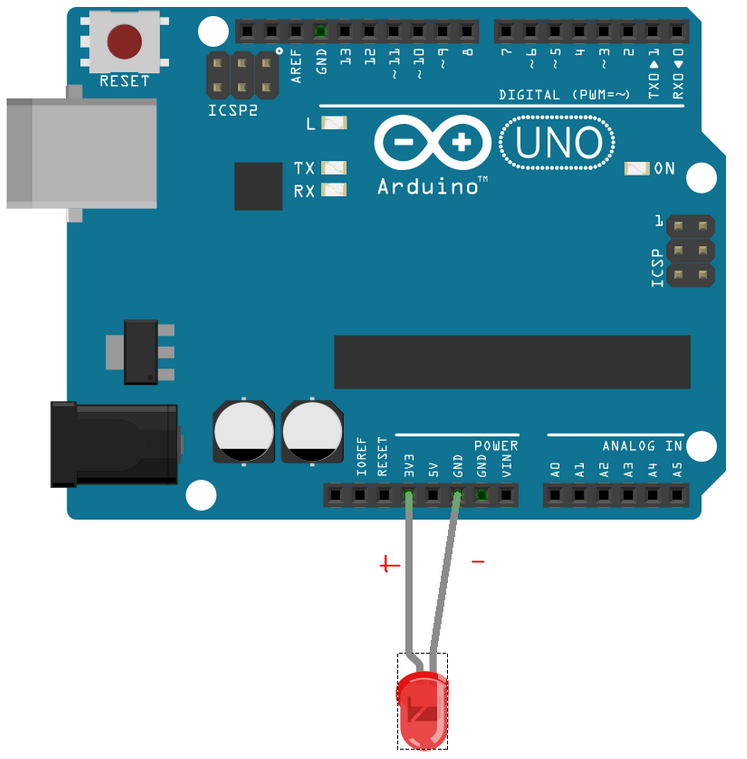 RESET
ICSP2
AREF
GND
13
12
~11
~10
~9
8
7
~6
~5
4
~3
2
TX0▶1
RX0◀0
DIGITAL (PWM=~)
L
TX
RX
Arduino™
UNO
ON
1
ICSP
IOREF
RESET
3V3
5V
GND
GND
VIN
POWER
ANALOG IN
A0
A1
A2
A3
A4
A5
+
-